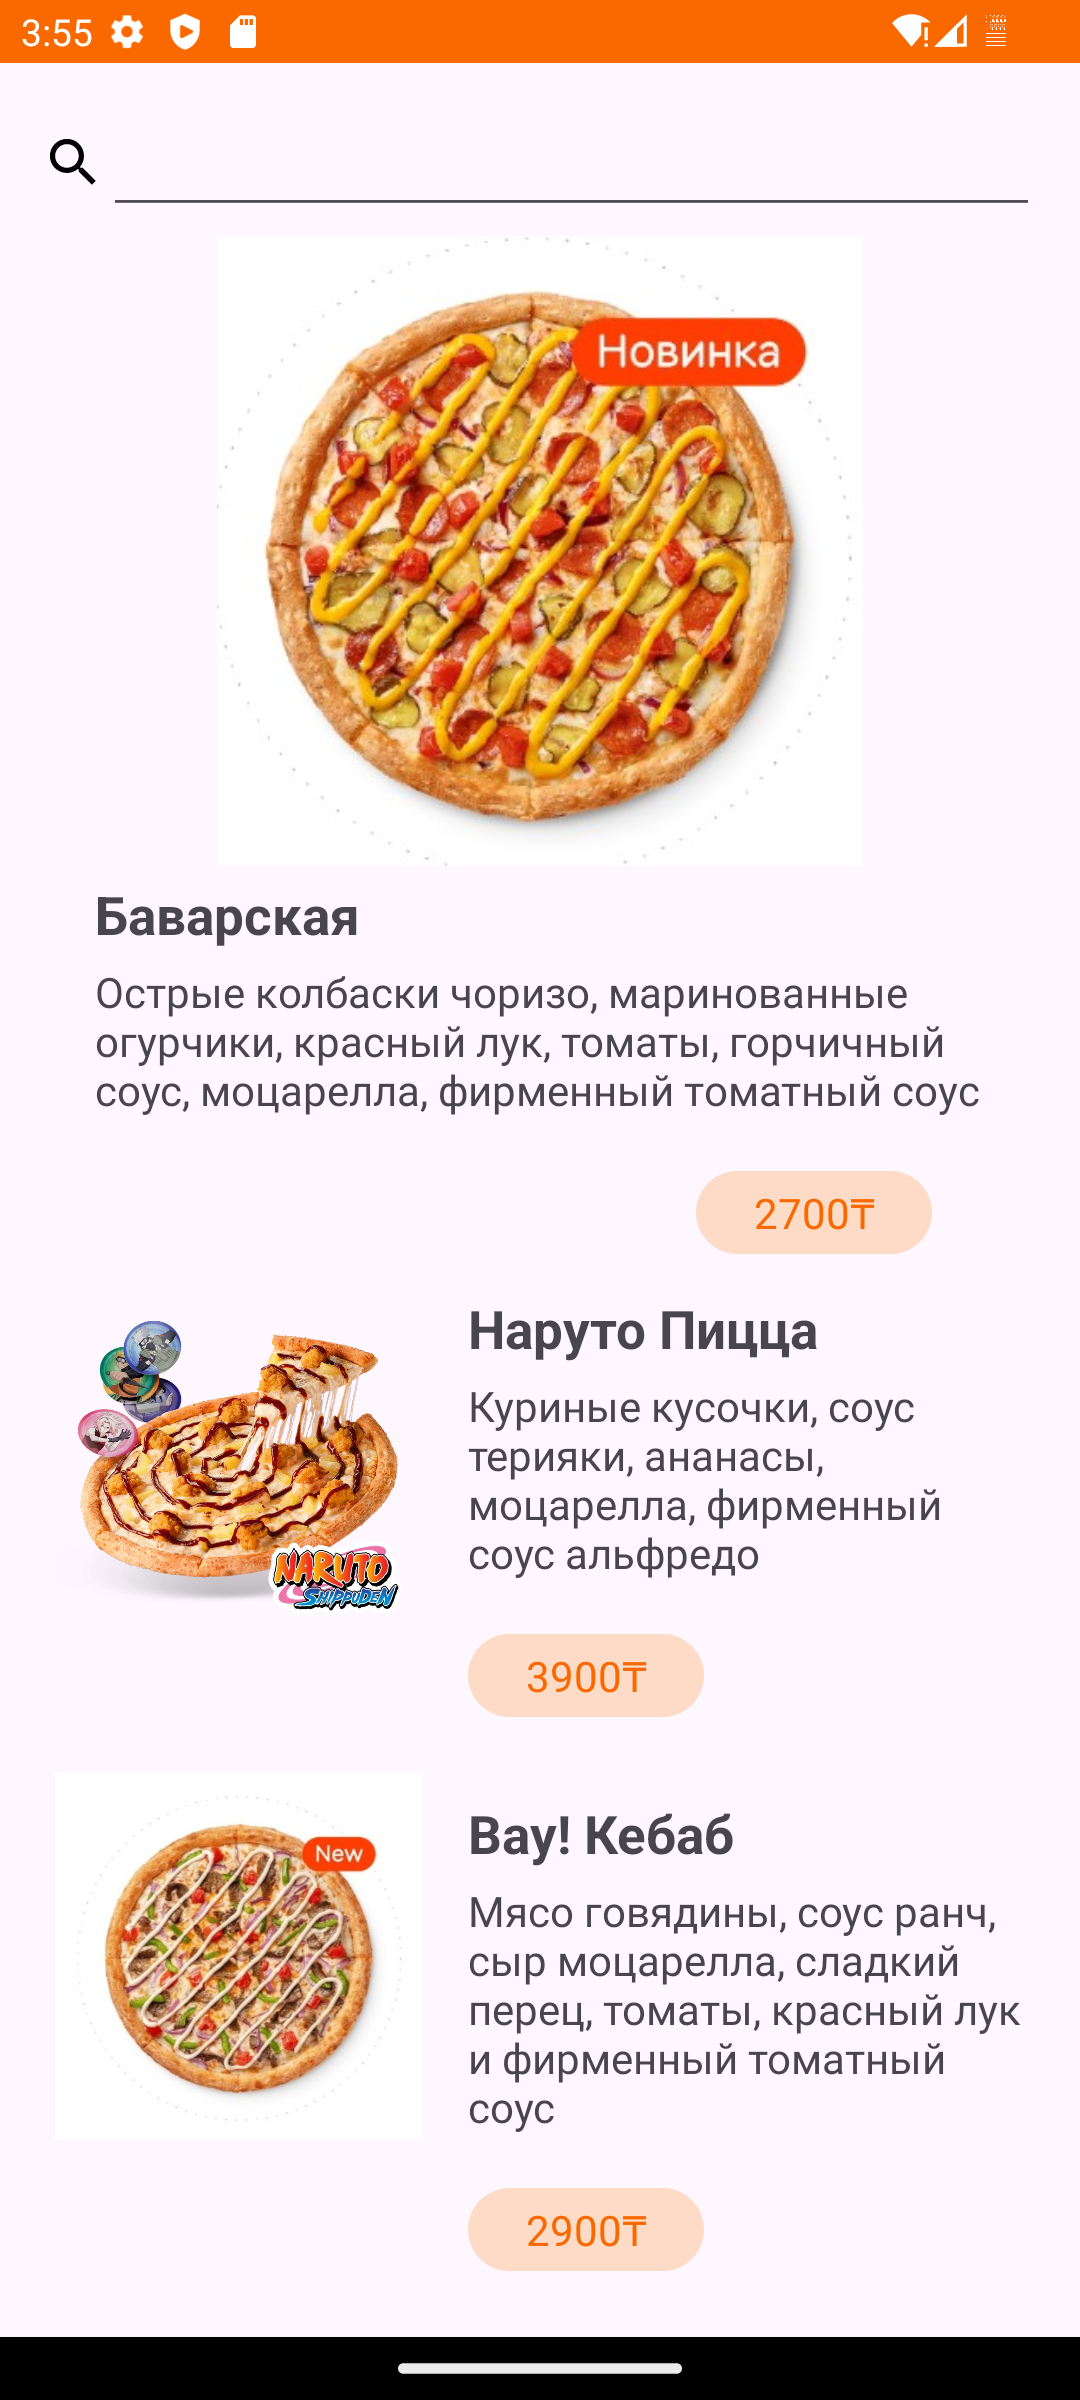 3:55
Новинка
Баварская
Острые колбаски чоризо, маринованные
огурчики, красный лук, томаты, горчичный
соус, моцарелла, фирменный томатный соус
2700₸
Наруто Пицца
Куриные кусочки, соус
терияки, ананасы,
моцарелла, фирменный
соус альфредо
NARUTO
SHIPPUDEN
3900₸
New
Вау! Кебаб
Мясо говядины, соус ранч,
сыр моцарелла, сладкий
перец, томаты, красный лук
и фирменный томатный
соус
2900₸